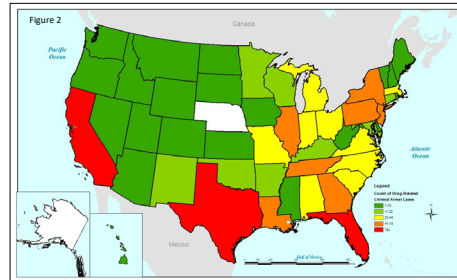 Figure 2
Canada
Pacific
Ocean
Atlantic
Ocean
Legend
Count of Drug-Related
Criminal Arrest Cases
Mexico
Gulf of Mexico